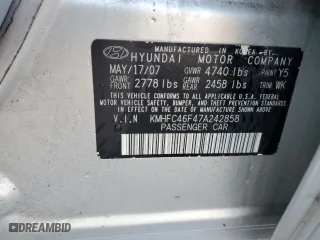 MANUFACTURED IN KOREA BY
HYUNDAI MOTOR COMPANY
MAY/17/07 GVWR 4740 lbs PAINT Y5
GAWR FRONT 2778 lbs GAWR REAR 2458 lbs TRIM WK
THIS VEHICLE CONFORMS TO ALL APPLICABLE U.S. FEDERAL
MOTOR VEHICLE SAFETY, BUMPER, AND THEFT PREVENTION
STANDARDS IN EFFECT ON THE DATE OF MANUFACTURE
SHOWN ABOVE.
V.I.N KMHFC46F47A242858
PASSENGER CAR
AUTOHELPERBOT.COM